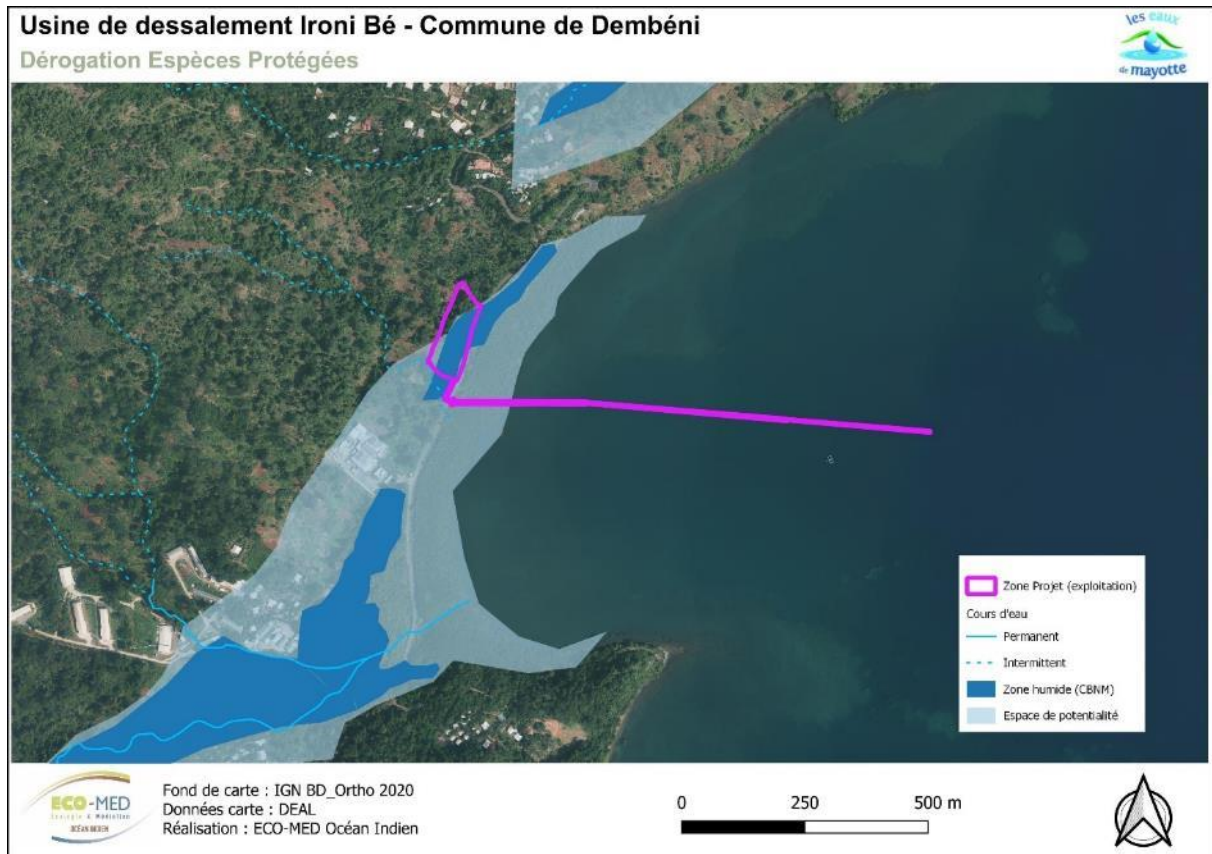 Usine de dessalement Ironi Bé - Commune de Dembéni
Dérogation Espèces Protégées
les eaux
de mayotte
Zone Projet (exploitation)
Cours d'eau
Permanent
Intermittent
Zone humide (CBNM)
Espace de potentialité
ECO-MED
Ecologie & Médiation
OCÉAN INDIEN
Fond de carte : IGN BD_Ortho 2020
Données carte : DEAL
Réalisation : ECO-MED Océan Indien
0 250 500 m